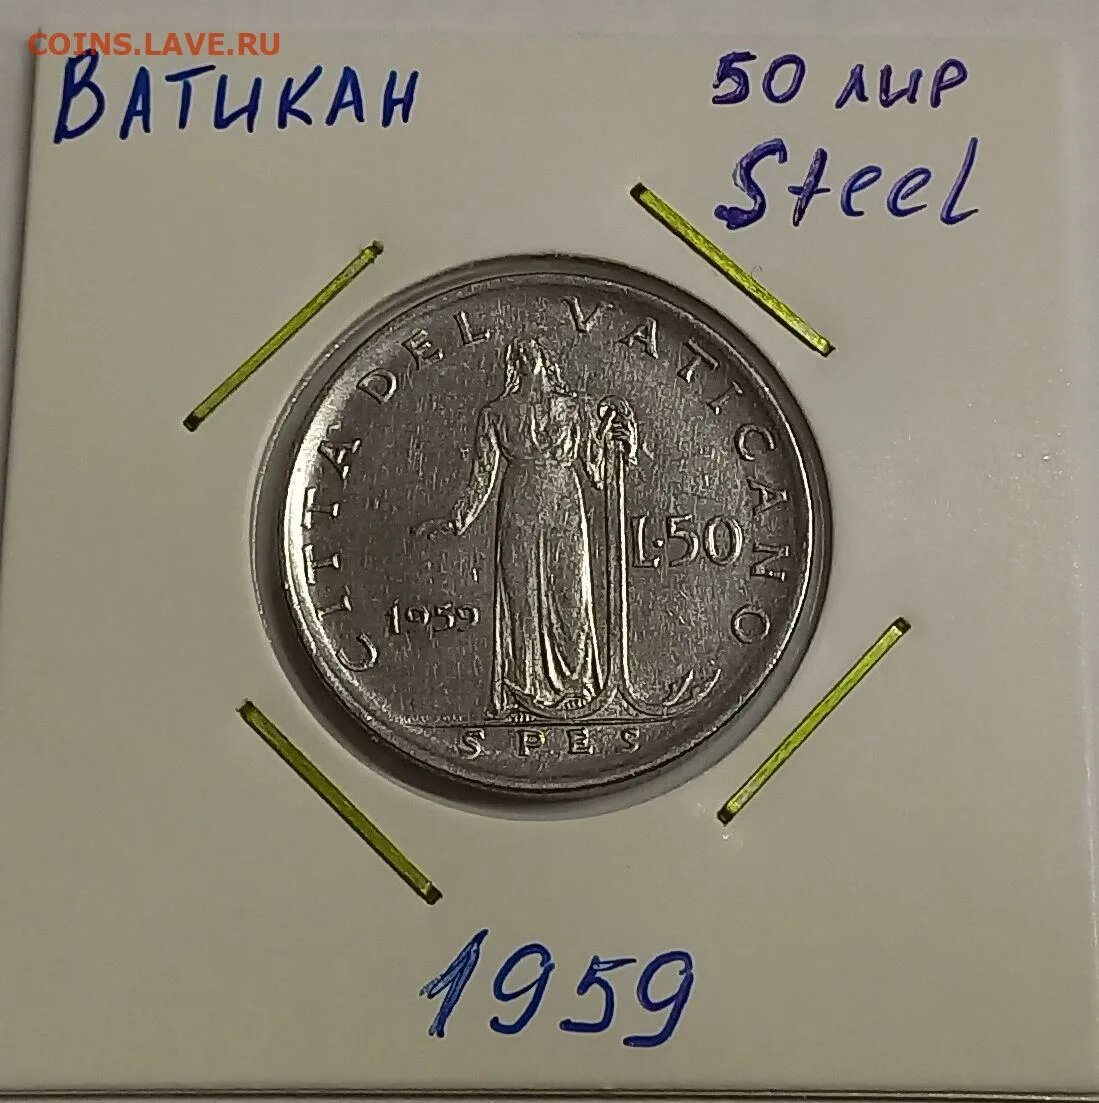 COINS.LAVE.RU
ВАТИКАН
50 лир
Steel
CITTA DEL VATICANO
L.50
1959
SPES
1959